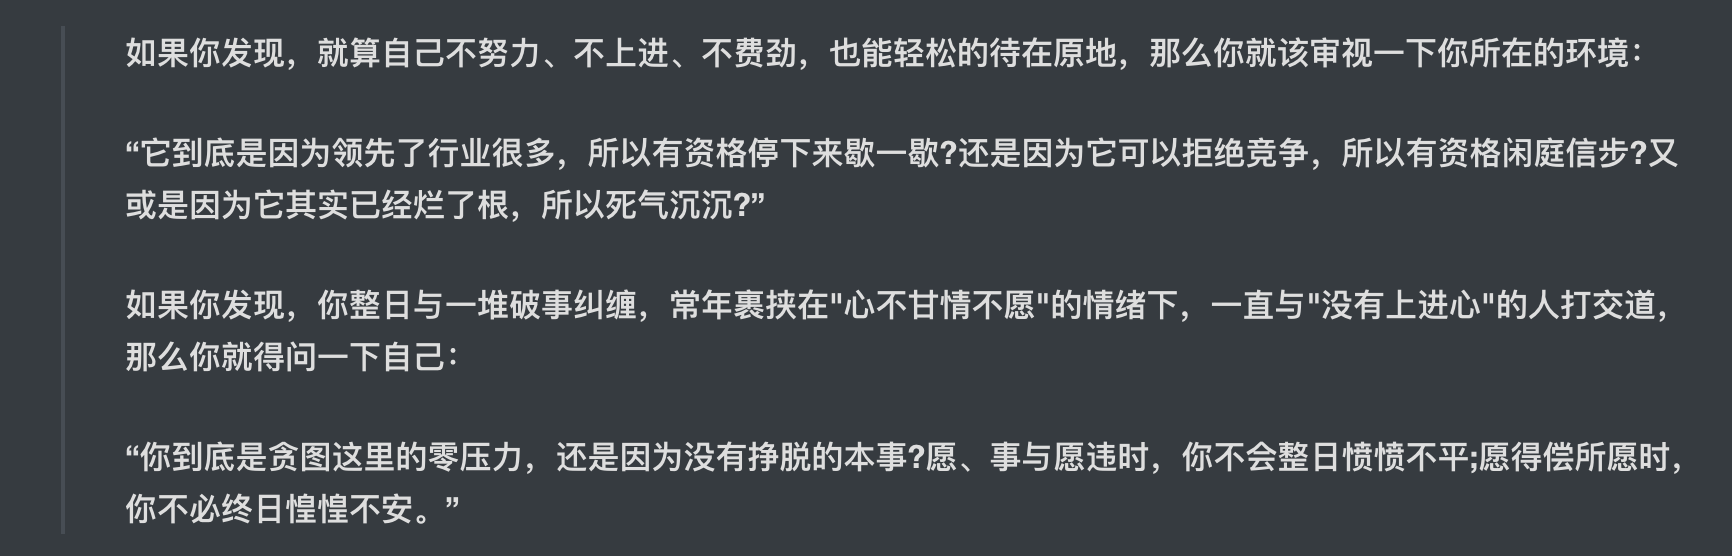 如果你发现，就算自己不努力、不上进、不费劲，也能轻松的待在原地，那么你就该审视一下你所在的环境：
“它到底是因为领先了行业很多，所以有资格停下来歇一歇?还是因为它可以拒绝竞争，所以有资格闲庭信步?又
或是因为它其实已经烂了根，所以死气沉沉?”
如果你发现，你整日与一堆破事纠缠，常年裹挟在"心不甘情不愿"的情绪下，一直与"没有上进心"的人打交道，
那么你就得问一下自己：
“你到底是贪图这里的零压力，还是因为没有挣脱的本事?愿、事与愿违时，你不会整日愤愤不平;愿得偿所愿时，
你不必终日惶惶不安。”